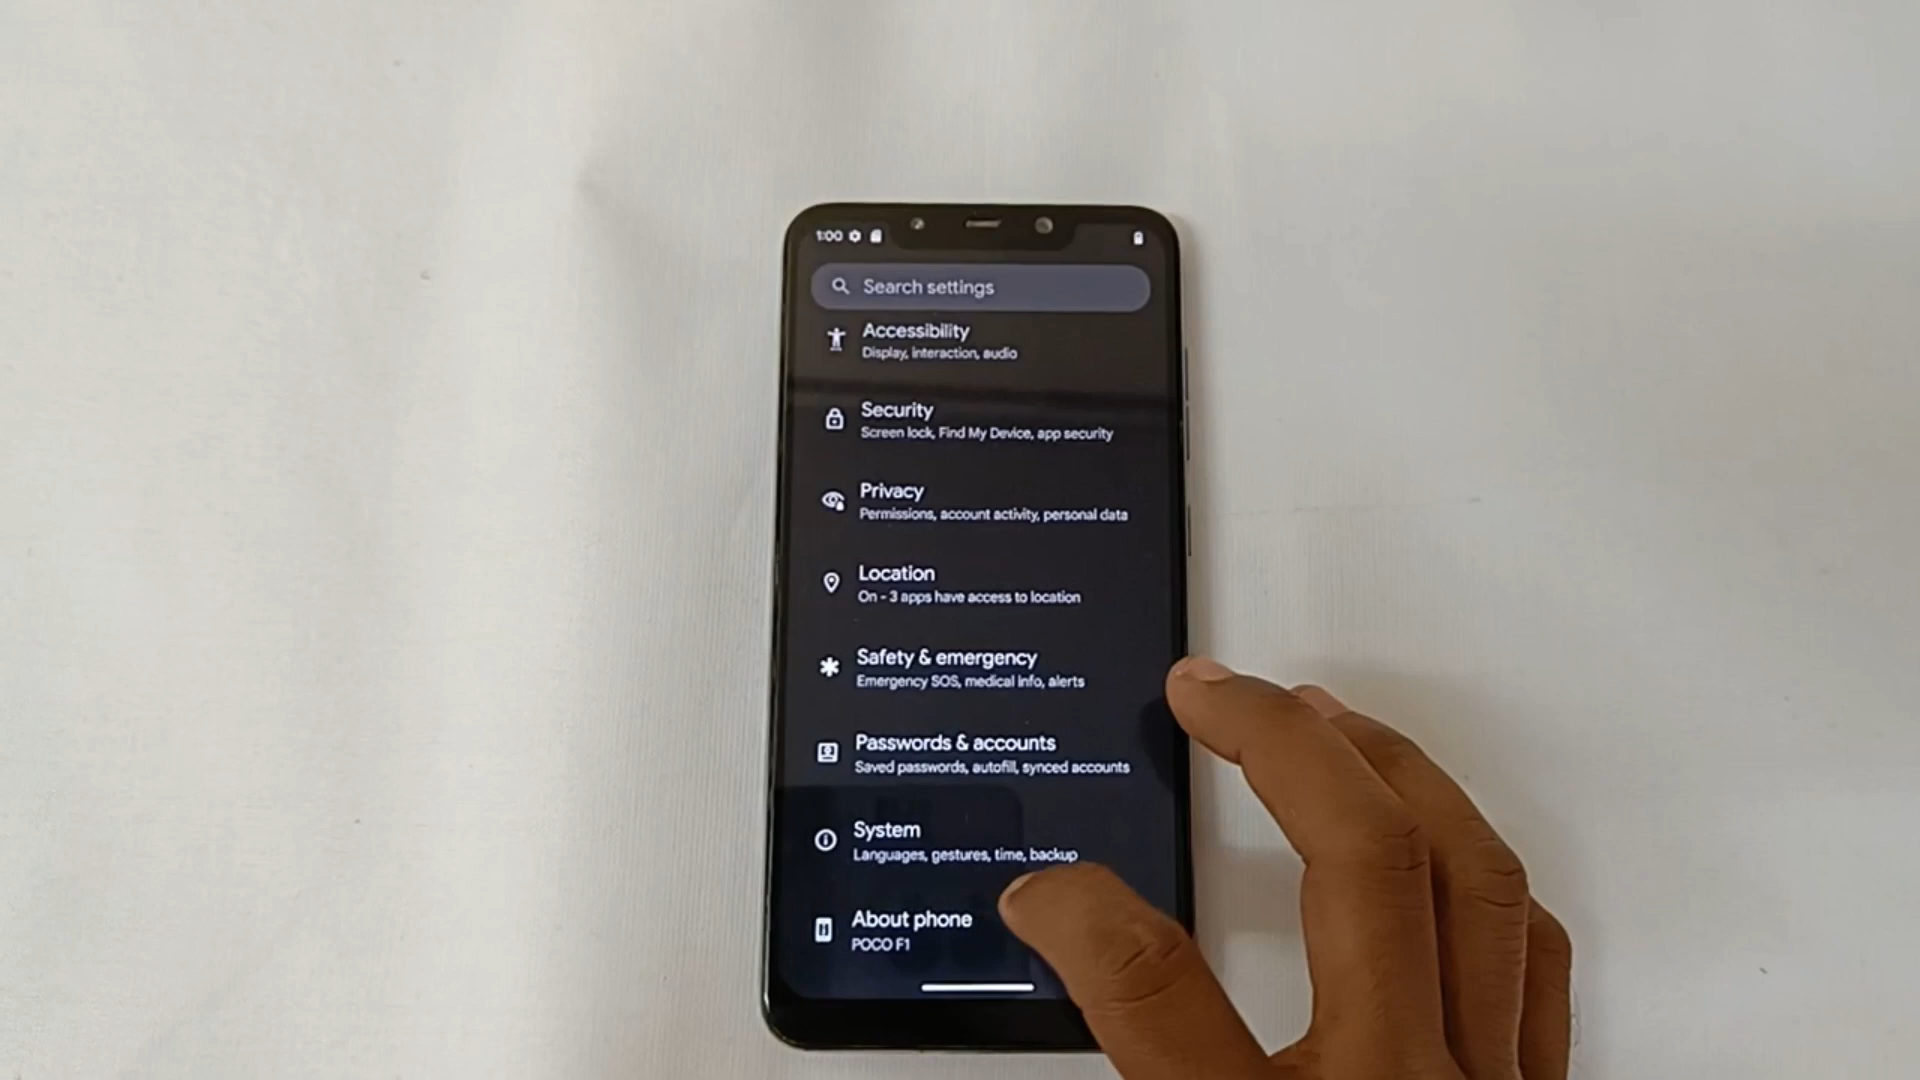 1:00
Search settings
Accessibility
Display, interaction, audio
Security
Screen lock, Find My Device, app security
Privacy
Permissions, account activity, personal data
Location
On - 3 apps have access to location
Safety & emergency
Emergency SOS, medical info, alerts
Passwords & accounts
Saved passwords, autofill, synced accounts
System
Languages, gestures, time, backup
About phone
POCO F1